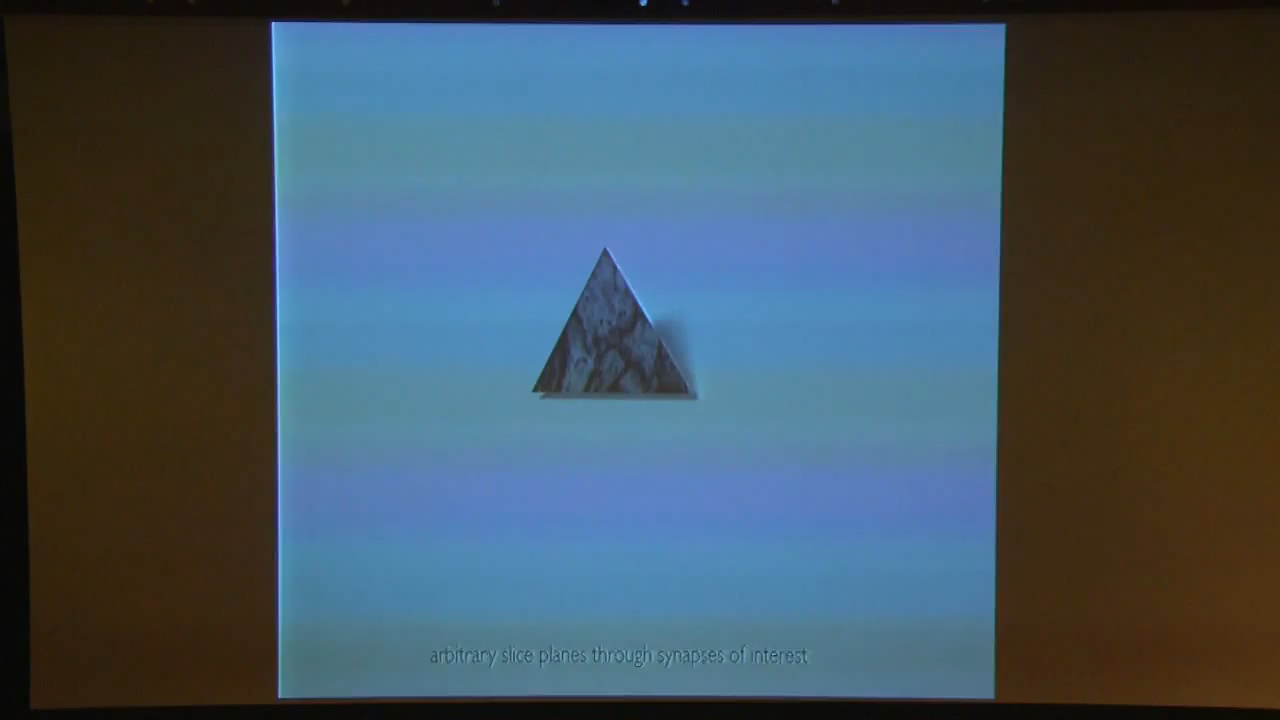 arbitrary slice planes through synapses of interest